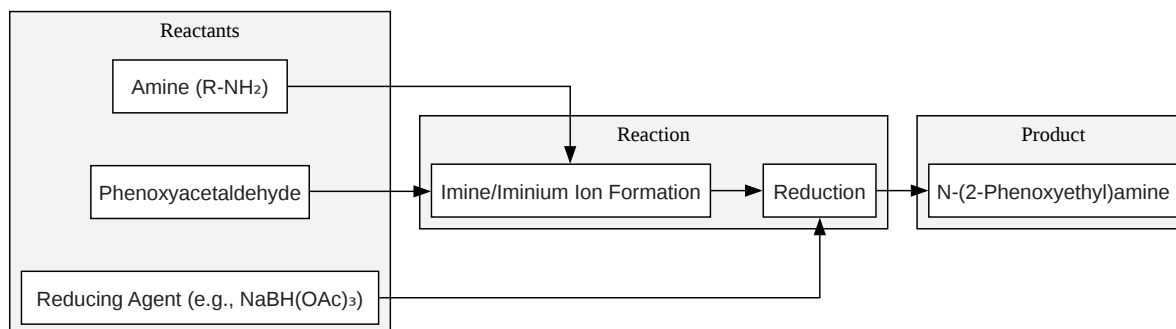 Reactants
Amine (R-NH₂)
Phenoxyacetaldehyde
Reducing Agent (e.g., NaBH(OAc)₃)
Reaction
Imine/Iminium Ion Formation
Reduction
Product
N-(2-Phenoxyethyl)amine